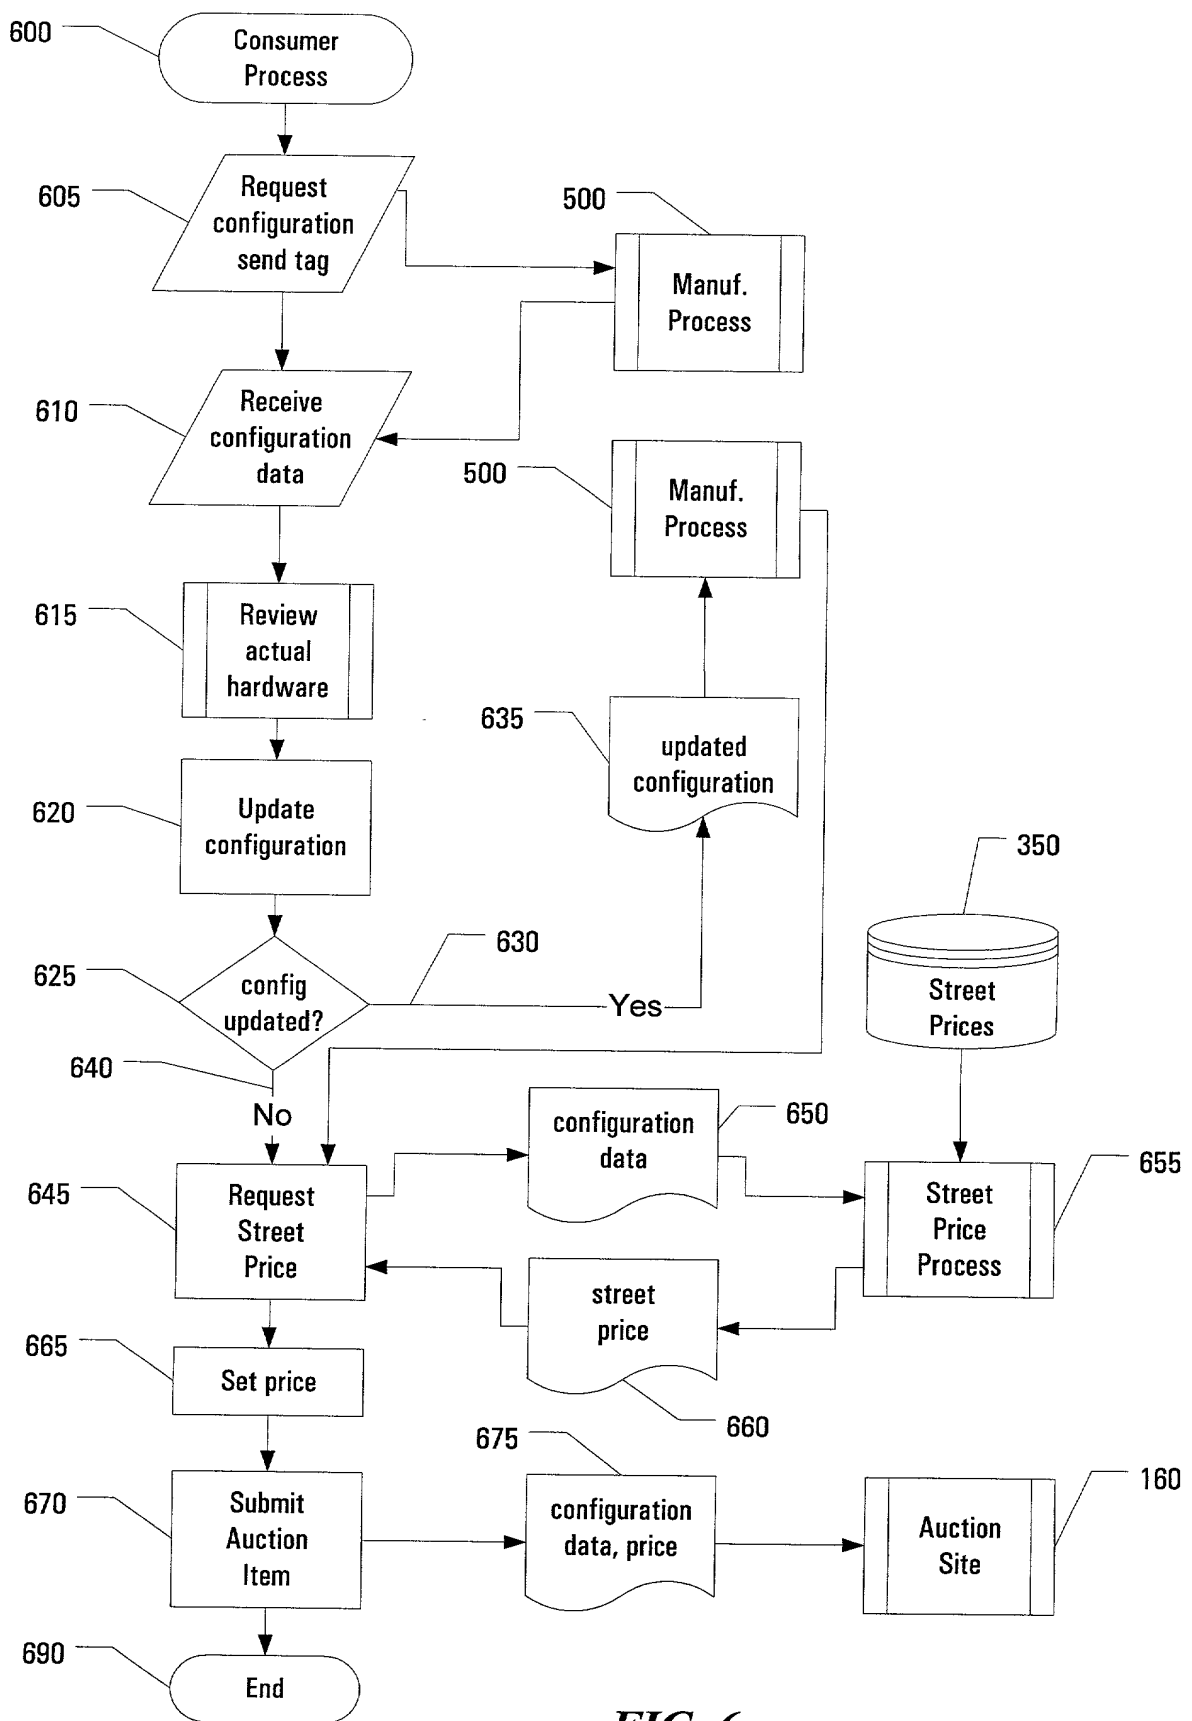 600
Consumer
Process
605
Request
configuration
send tag
500
Manuf.
Process
610
Receive
configuration
data
500
Manuf.
Process
615
Review
actual
hardware
635
updated
configuration
620
Update
configuration
350
Street
Prices
625
config
updated?
630
Yes
640
No
645
Request
Street
Price
configuration
data
650
Street
Price
Process
655
street
price
660
665
Set price
670
Submit
Auction
Item
675
configuration
data, price
Auction
Site
160
690
End
FIG. 6